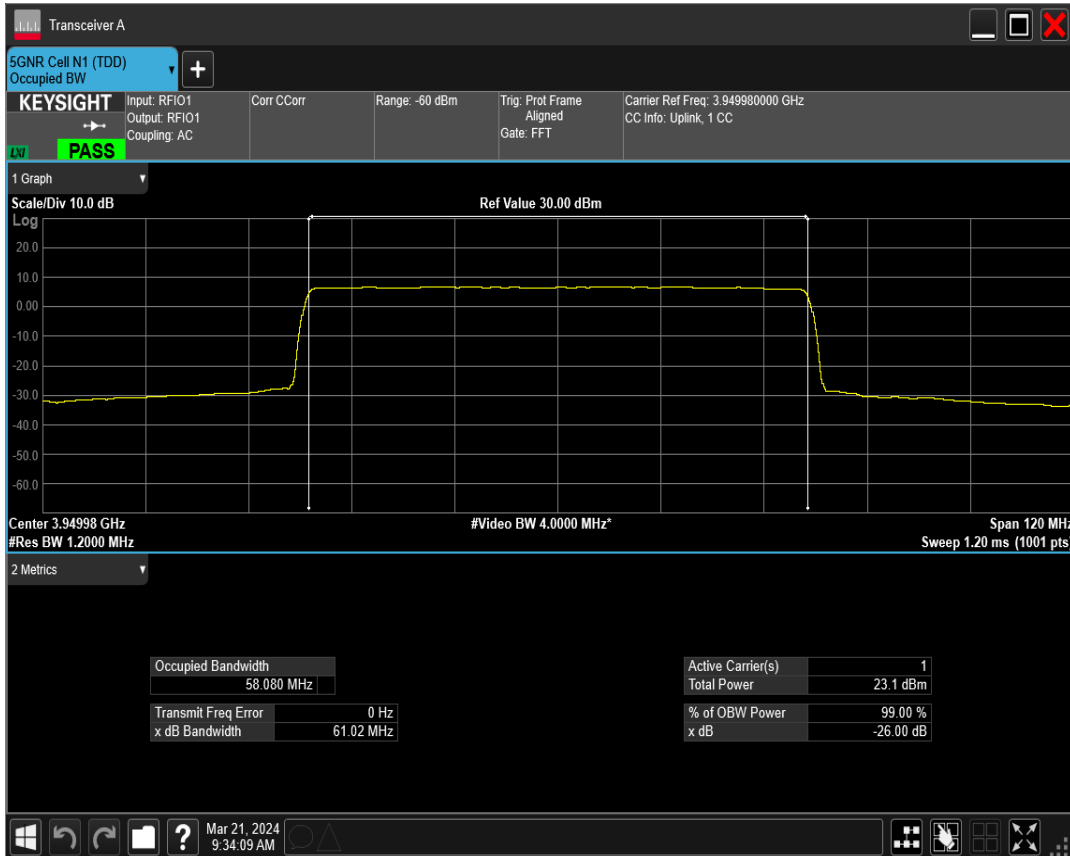 Transceiver A
5GNR Cell N1 (TDD)
Occupied BW
+
KEYSIGHT
LXI
PASS
Input: RFIO1
Output: RFIO1
Coupling: AC
Corr CCorr
Range: -60 dBm
Trig: Prot Frame
Aligned
Gate: FFT
Carrier Ref Freq: 3.949980000 GHz
CC Info: Uplink, 1 CC
1 Graph
Scale/Div 10.0 dB
Ref Value 30.00 dBm
Log
20.0
10.0
0.00
-10.0
-20.0
-30.0
-40.0
-50.0
-60.0
Center 3.94998 GHz
#Video BW 4.0000 MHz*
Span 120 MHz
#Res BW 1.2000 MHz
Sweep 1.20 ms (1001 pts)
2 Metrics
Occupied Bandwidth
58.080 MHz
Transmit Freq Error 0 Hz
x dB Bandwidth 61.02 MHz
Active Carrier(s) 1
Total Power 23.1 dBm
% of OBW Power 99.00 %
x dB -26.00 dB
?
Mar 21, 2024
9:34:09 AM